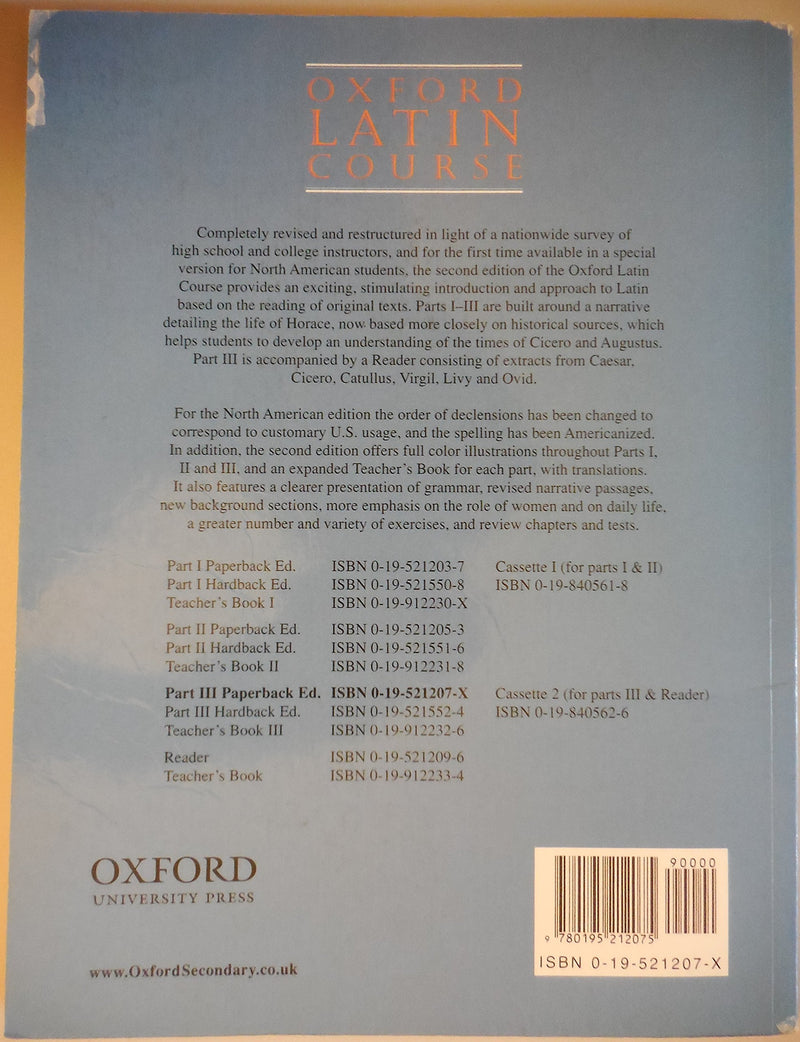 OXFORD
LATIN
COURSE
Completely revised and restructured in light of a nationwide survey of
high school and college instructors, and for the first time available in a special
version for North American students, the second edition of the Oxford Latin
Course provides an exciting, stimulating introduction and approach to Latin
based on the reading of original texts. Parts I–III are built around a narrative
detailing the life of Horace, now based more closely on historical sources, which
helps students to develop an understanding of the times of Cicero and Augustus.
Part III is accompanied by a Reader consisting of extracts from Caesar,
Cicero, Catullus, Virgil, Livy and Ovid.
For the North American edition the order of declensions has been changed to
correspond to customary U.S. usage, and the spelling has been Americanized.
In addition, the second edition offers full color illustrations throughout Parts I,
II and III, and an expanded Teacher's Book for each part, with translations.
It also features a clearer presentation of grammar, revised narrative passages,
new background sections, more emphasis on the role of women and on daily life,
a greater number and variety of exercises, and review chapters and tests.
Part I Paperback Ed. ISBN 0-19-521203-7 Cassette I (for parts I & II)
Part I Hardback Ed. ISBN 0-19-521550-8 ISBN 0-19-840561-8
Teacher's Book I ISBN 0-19-912230-X
Part II Paperback Ed. ISBN 0-19-521205-3
Part II Hardback Ed. ISBN 0-19-521551-6
Teacher's Book II ISBN 0-19-912231-8
Part III Paperback Ed. ISBN 0-19-521207-X Cassette 2 (for parts III & Reader)
Part III Hardback Ed. ISBN 0-19-521552-4 ISBN 0-19-840562-6
Teacher's Book III ISBN 0-19-912232-6
Reader ISBN 0-19-521209-6
Teacher's Book ISBN 0-19-912233-4
OXFORD
UNIVERSITY PRESS
www.OxfordSecondary.co.uk
90000
9 780195 212075
ISBN 0-19-521207-X